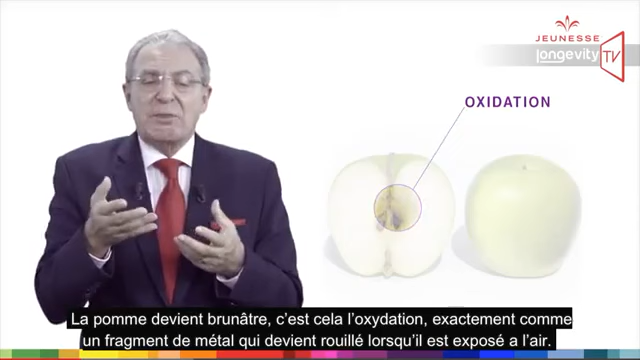 JEUNESSE
longevity TV
OXIDATION
La pomme devient brunâtre, c’est cela l’oxydation, exactement comme
un fragment de métal qui devient rouillé lorsqu’il est exposé a l’air.